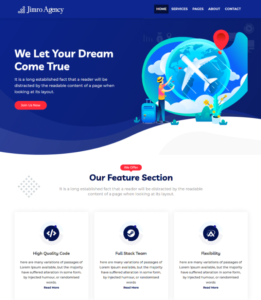 Jimro Agency
HOME SERVICES PAGES ABOUT CONTACT
We Let Your Dream
Come True
It is a long established fact that a reader will be
distracted by the readable content of a page when
looking at its layout.
Our Feature Section
It is a long established fact that a reader will be distracted by the readable
content of a page when looking at its layout.
High Quality Code
Full Stack Team
Flexibility
here are many variations of passages of
Lorem Ipsum available, but the majority
have suffered alteration in some form,
by injected humour, or randomised
words.
Read More
here are many variations of passages of
Lorem Ipsum available, but the majority
have suffered alteration in some form,
by injected humour, or randomised
words.
Read More
here are many variations of passages of
Lorem Ipsum available, but the majority
have suffered alteration in some form,
by injected humour, or randomised
words.
Read More